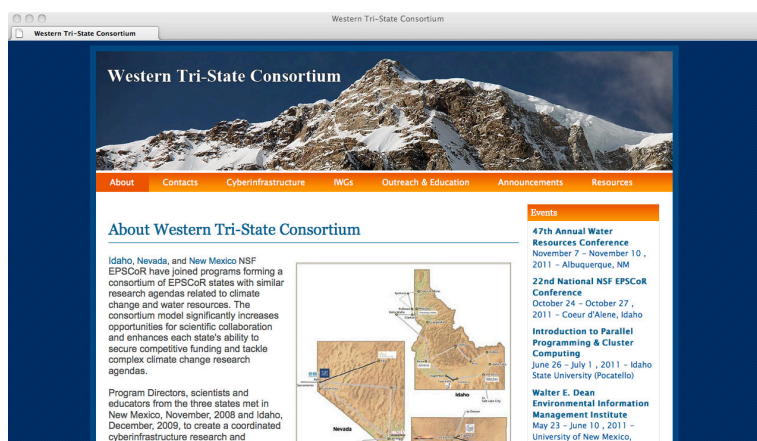 Western Tri-State Consortium
Western Tri-State Consortium
Western Tri-State Consortium
About Contacts Cyberinfrastructure IWGs Outreach & Education Announcements Resources
About Western Tri-State Consortium
Idaho, Nevada, and New Mexico NSF
EPSCoR have joined programs forming a
consortium of EPSCoR states with similar
research agendas related to climate
change and water resources. The
consortium model significantly increases
opportunities for scientific collaboration
and enhances each state's ability to
secure competitive funding and tackle
complex climate change research
agendas.
Program Directors, scientists and
educators from the three states met in
New Mexico, November, 2008 and Idaho,
December, 2009, to create a coordinated
cyberinfrastructure research and
Idaho
Nevada
Events
47th Annual Water
Resources Conference
November 7 – November 10 ,
2011 – Albuquerque, NM
22nd National NSF EPSCoR
Conference
October 24 – October 27 ,
2011 – Coeur d'Alene, Idaho
Introduction to Parallel
Programming & Cluster
Computing
June 26 – July 1 , 2011 – Idaho
State University (Pocatello)
Walter E. Dean
Environmental Information
Management Institute
May 23 – June 10 , 2011 –
University of New Mexico,